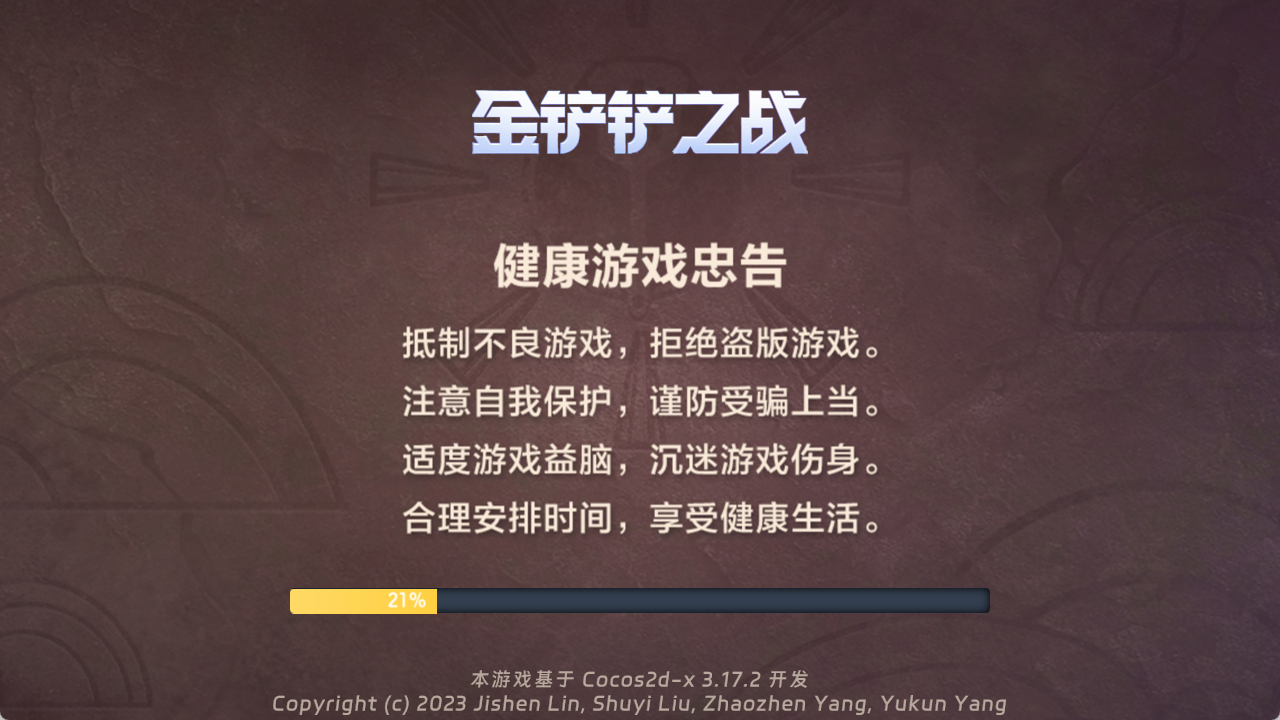 金铲铲之战
健康游戏忠告
抵制不良游戏，拒绝盗版游戏。
注意自我保护，谨防受骗上当。
适度游戏益脑，沉迷游戏伤身。
合理安排时间，享受健康生活。
21%
本游戏基于 Cocos2d-x 3.17.2 开发
Copyright (c) 2023 Jishen Lin, Shuyi Liu, Zhaozhen Yang, Yukun Yang